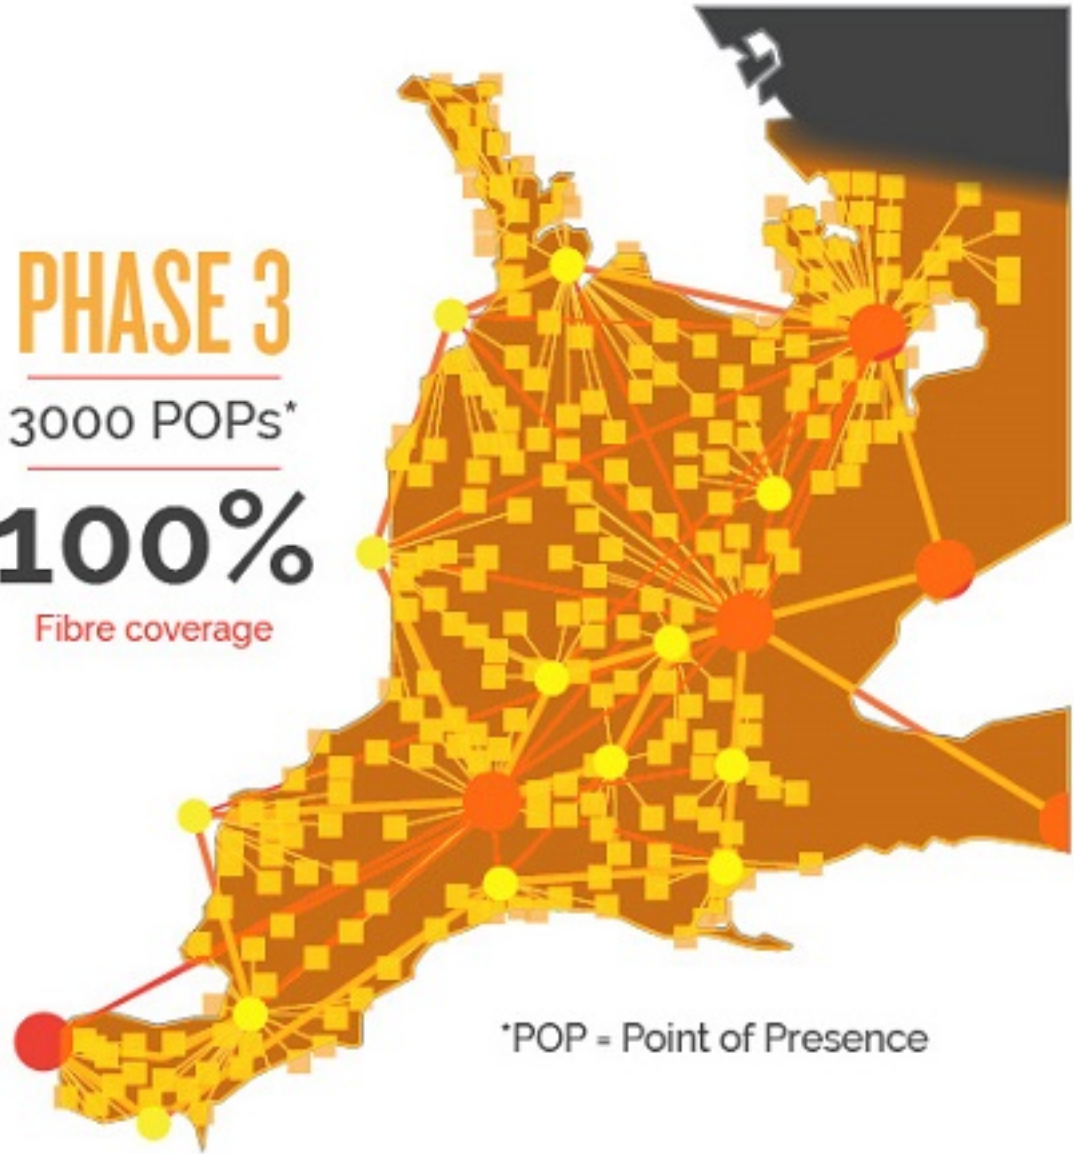 PHASE 3
3000 POPs*
100%
Fibre coverage
*POP = Point of Presence